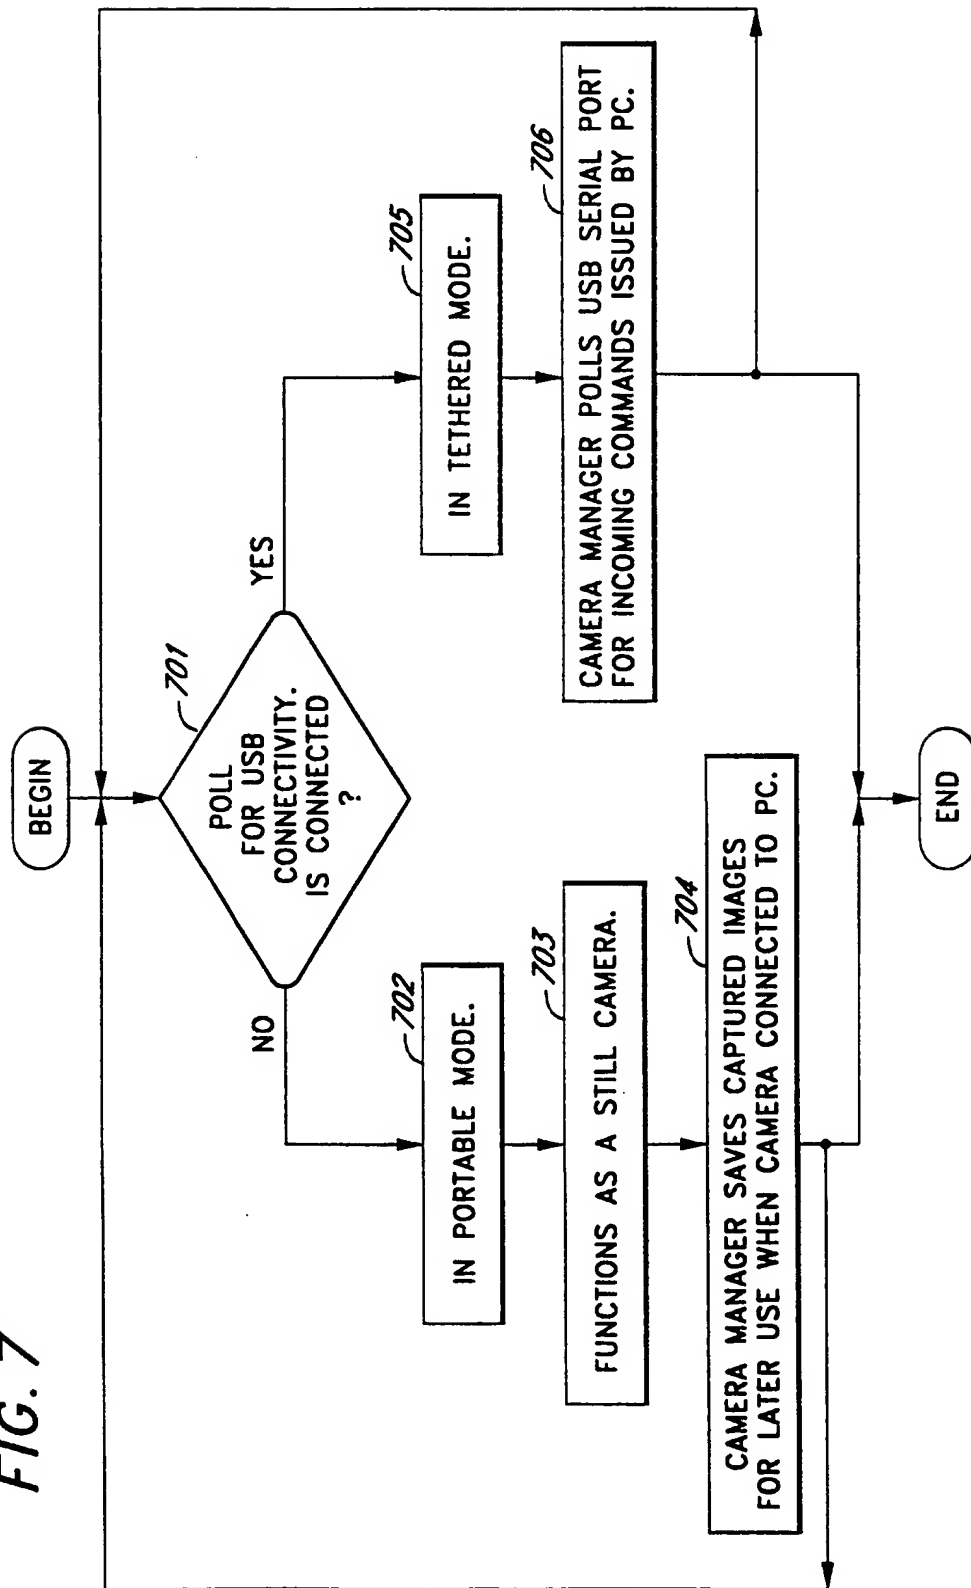 FIG. 7
BEGIN
701
POLL
FOR USB
CONNECTIVITY.
IS CONNECTED
?
NO
YES
702
IN PORTABLE MODE.
703
FUNCTIONS AS A STILL CAMERA.
704
CAMERA MANAGER SAVES CAPTURED IMAGES
FOR LATER USE WHEN CAMERA CONNECTED TO PC.
705
IN TETHERED MODE.
706
CAMERA MANAGER POLLS USB SERIAL PORT
FOR INCOMING COMMANDS ISSUED BY PC.
END